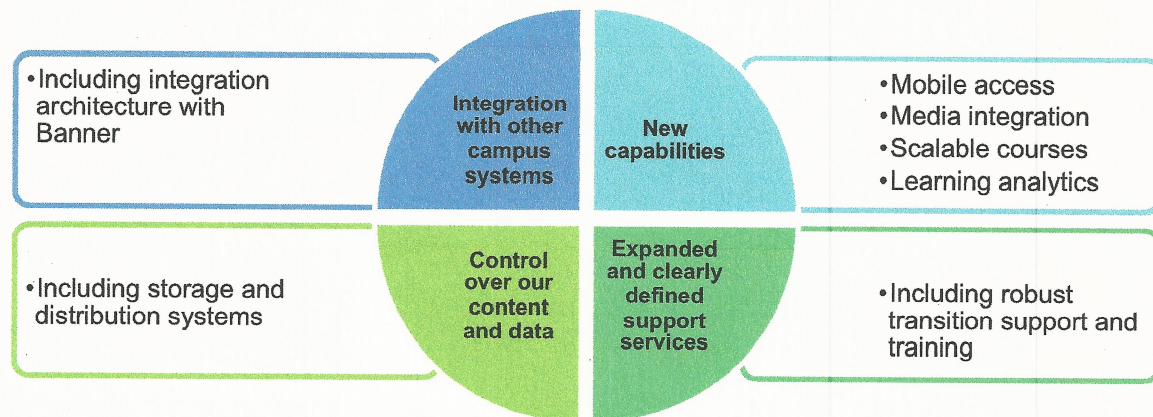 •Including integration
architecture with
Banner
Integration
with other
campus
systems
New
capabilities
•Mobile access
•Media integration
•Scalable courses
•Learning analytics
•Including storage and
distribution systems
Control
over our
content
and data
Expanded
and clearly
defined
support
services
•Including robust
transition support and
training